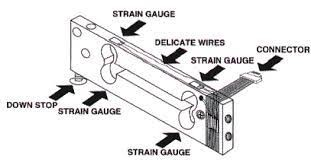 STRAIN GAUGE
DELICATE WIRES
CONNECTOR
STRAIN GAUGE
DOWN STOP
STRAIN GAUGE
STRAIN GAUGE